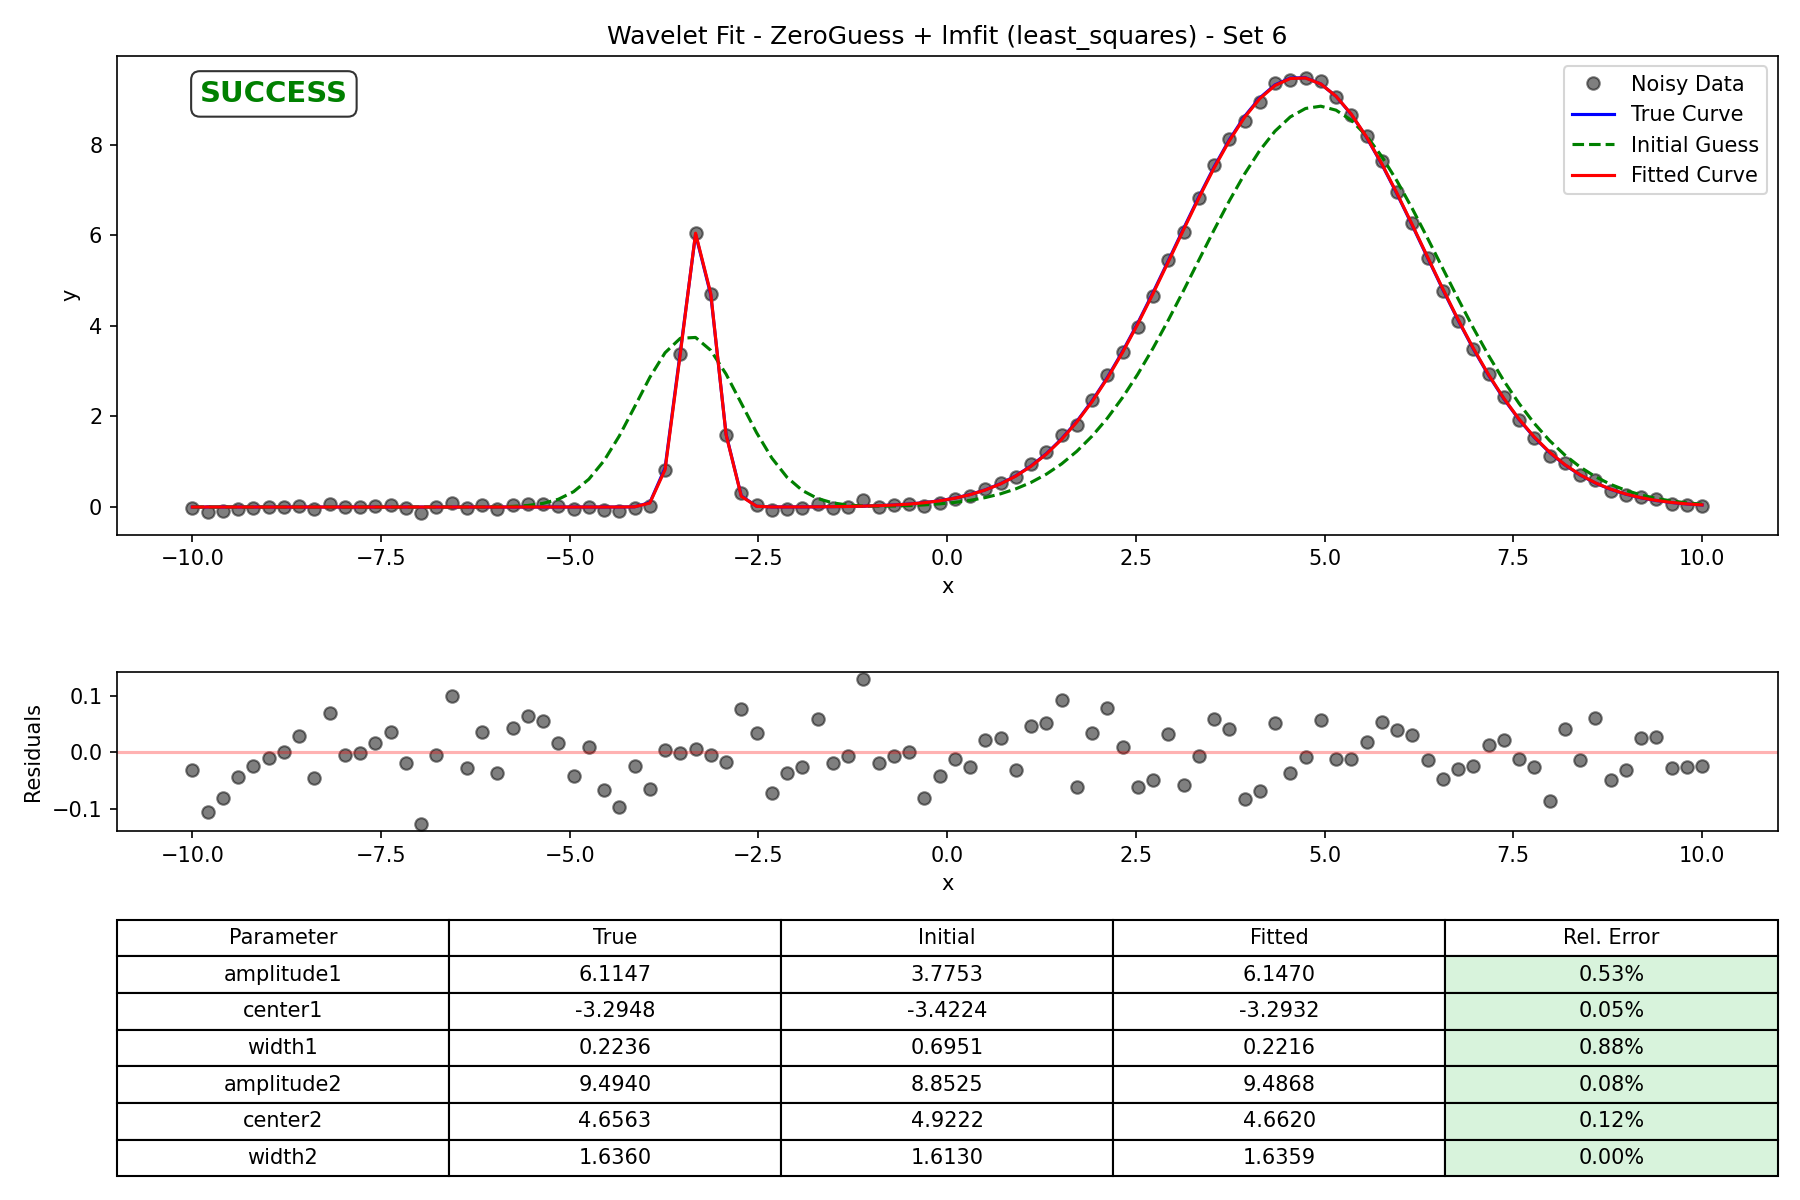 Wavelet Fit - ZeroGuess + lmfit (least_squares) - Set 6
SUCCESS
Noisy Data
True Curve
Initial Guess
Fitted Curve
y
8
6
4
2
0
−10.0 −7.5 −5.0 −2.5 0.0 2.5 5.0 7.5 10.0
x
Residuals
0.1
0.0
−0.1
−10.0 −7.5 −5.0 −2.5 0.0 2.5 5.0 7.5 10.0
x
Parameter True Initial Fitted Rel. Error
amplitude1 6.1147 3.7753 6.1470 0.53%
center1 -3.2948 -3.4224 -3.2932 0.05%
width1 0.2236 0.6951 0.2216 0.88%
amplitude2 9.4940 8.8525 9.4868 0.08%
center2 4.6563 4.9222 4.6620 0.12%
width2 1.6360 1.6130 1.6359 0.00%